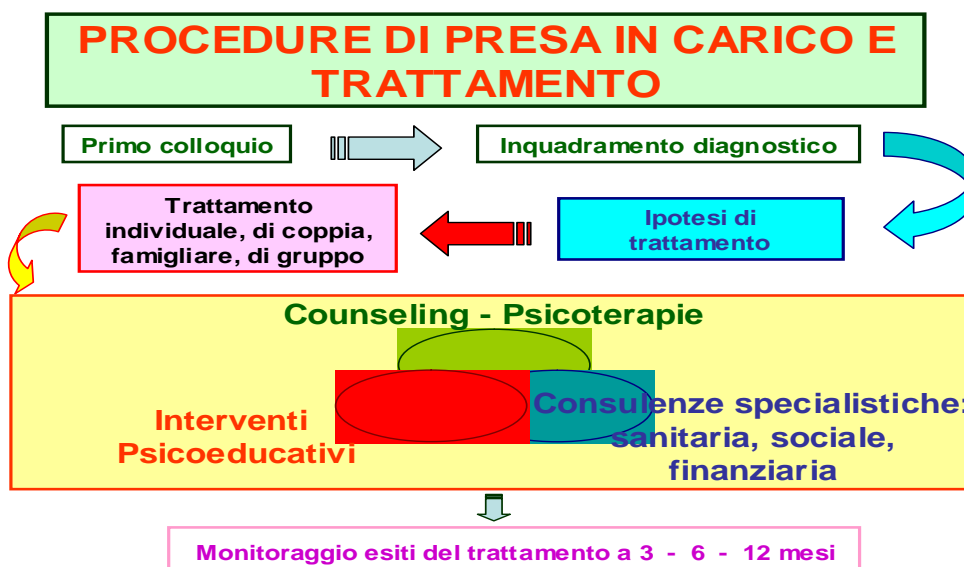 PROCEDURE DI PRESA IN CARICO E
TRATTAMENTO
Primo colloquio
Inquadramento diagnostico
Trattamento
individuale, di coppia,
famigliare, di gruppo
Ipotesi di
trattamento
Counseling - Psicoterapie
Interventi
Psicoeducativi
Consulenze specialistiche:
sanitaria, sociale,
finanziaria
Monitoraggio esiti del trattamento a 3 - 6 - 12 mesi